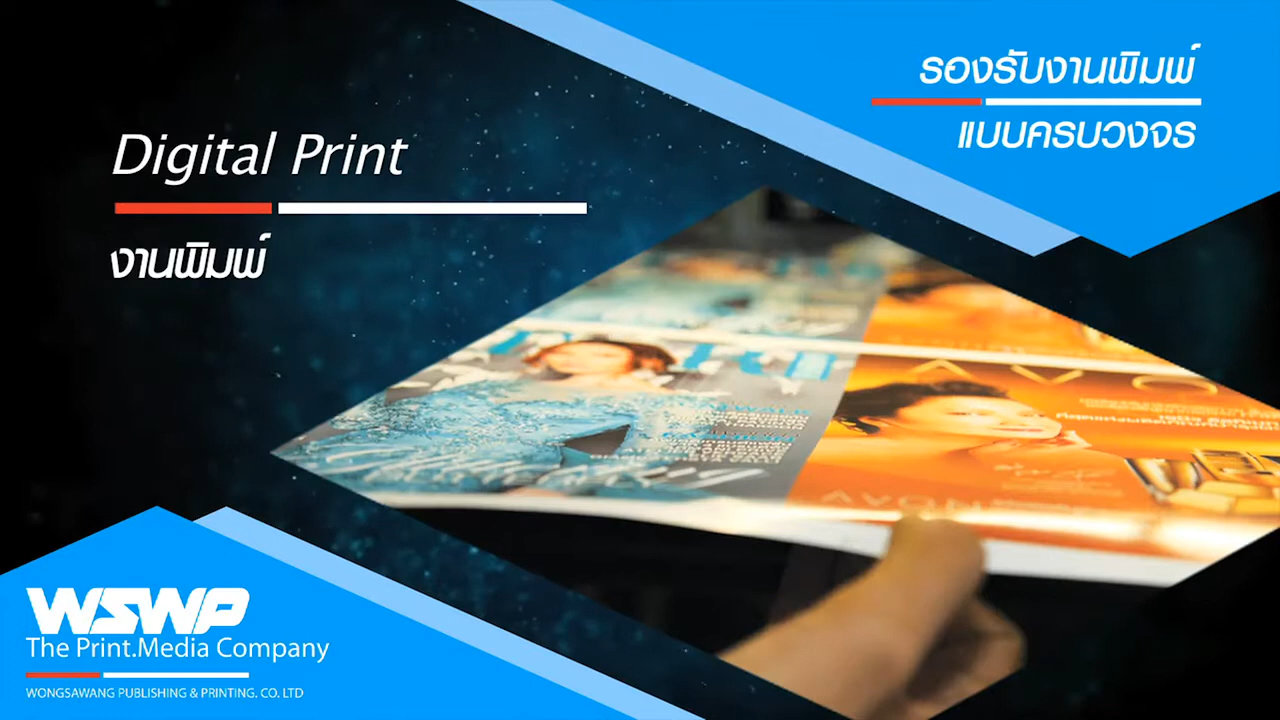 รองรับงานพิมพ์
แบบครบวงจร
Digital Print
งานพิมพ์
AVO
AVON
WSWP
The Print.Media Company
WONGSAWANG PUBLISHING & PRINTING. CO. LTD